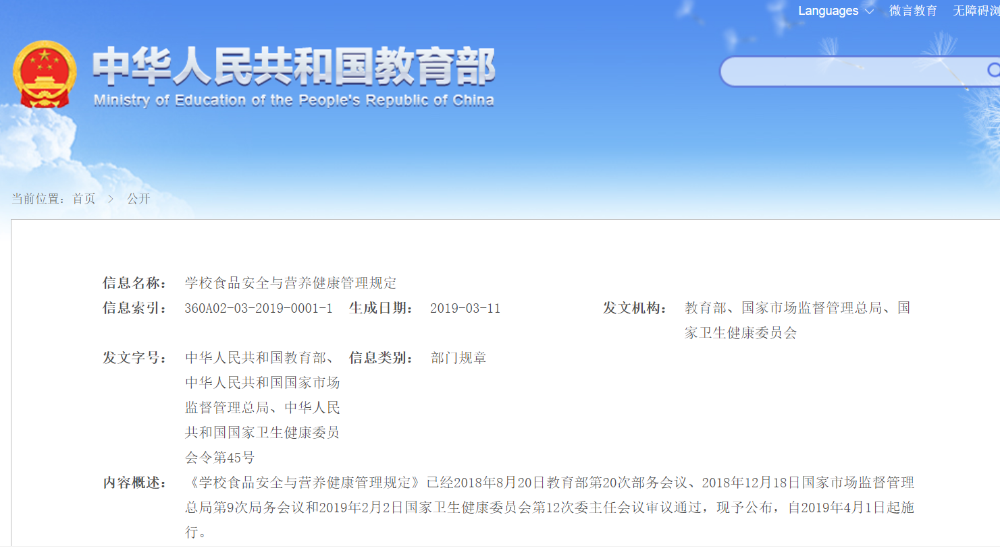 Languages 微言教育 无障碍浏
中华人民共和国教育部
Ministry of Education of the People's Republic of China
当前位置：首页 > 公开
信息名称： 学校食品安全与营养健康管理规定
信息索引： 360A02-03-2019-0001-1 生成日期： 2019-03-11 发文机构： 教育部、国家市场监督管理总局、国
家卫生健康委员会
发文字号： 中华人民共和国教育部、 信息类别： 部门规章
中华人民共和国国家市场
监督管理总局、中华人民
共和国国家卫生健康委员
会令第45号
内容概述： 《学校食品安全与营养健康管理规定》已经2018年8月20日教育部第20次部务会议、2018年12月18日国家市场监督管理
总局第9次局务会议和2019年2月2日国家卫生健康委员会第12次委主任会议审议通过，现予公布，自2019年4月1日起施
行。